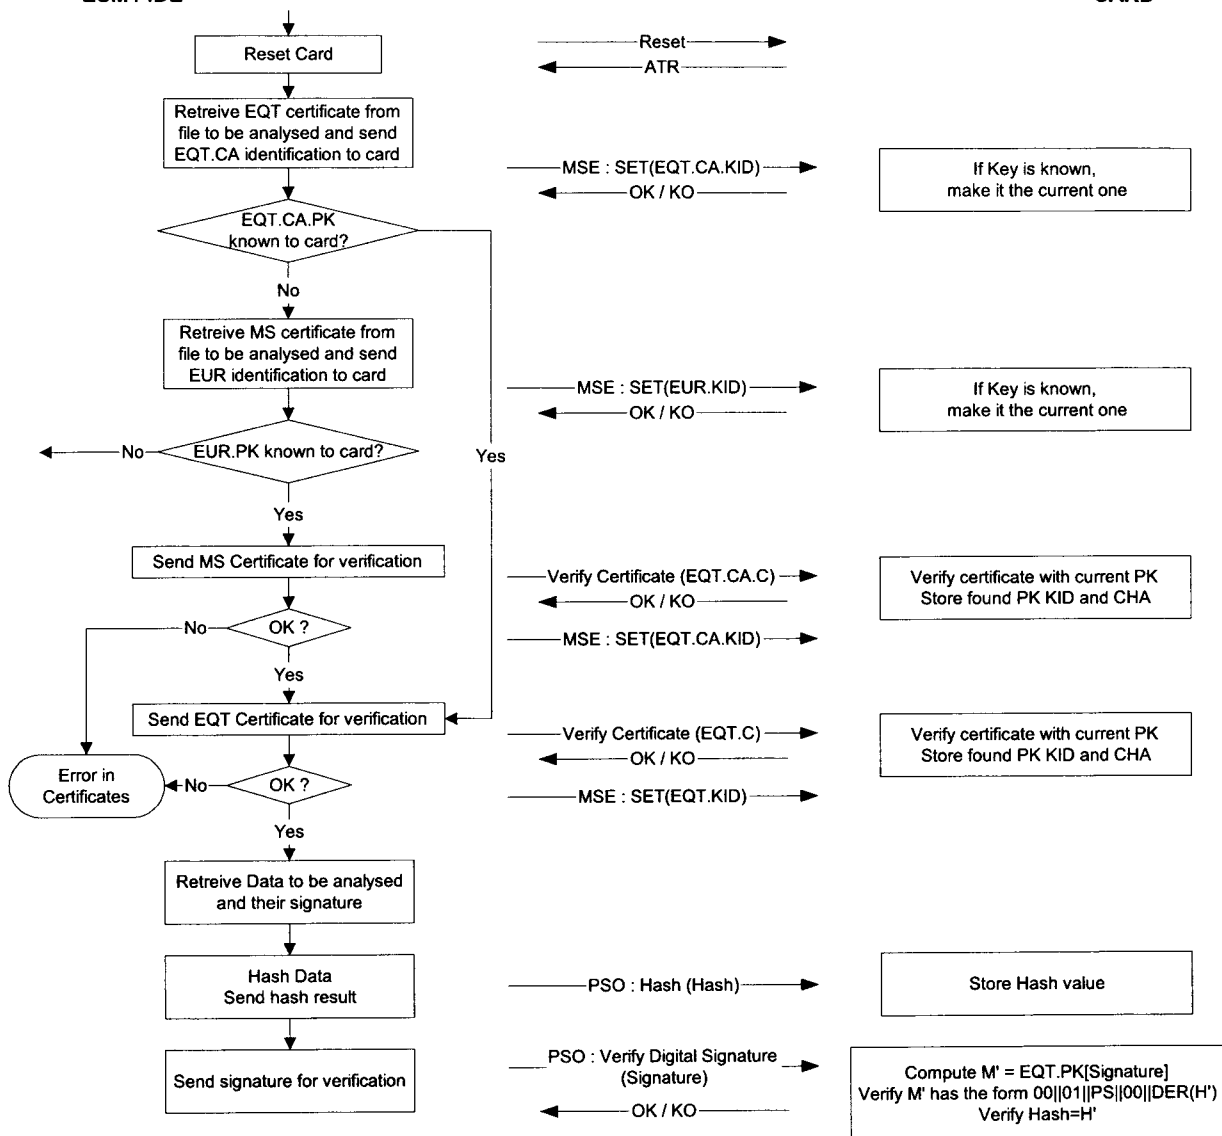 Reset Card
Reset
ATR
Retreive EQT certificate from
file to be analysed and send
EQT.CA identification to card
MSE : SET(EQT.CA.KID)
OK / KO
If Key is known,
make it the current one
EQT.CA.PK
known to card?
No
Retreive MS certificate from
file to be analysed and send
EUR identification to card
MSE : SET(EUR.KID)
OK / KO
If Key is known,
make it the current one
No
EUR.PK known to card?
Yes
Yes
Send MS Certificate for verification
Verify Certificate (EQT.CA.C)
OK / KO
Verify certificate with current PK
Store found PK KID and CHA
No
OK ?
MSE : SET(EQT.CA.KID)
Yes
Send EQT Certificate for verification
Verify Certificate (EQT.C)
OK / KO
Verify certificate with current PK
Store found PK KID and CHA
Error in
Certificates
No
OK ?
MSE : SET(EQT.KID)
Yes
Retreive Data to be analysed
and their signature
Hash Data
Send hash result
PSO : Hash (Hash)
Store Hash value
Send signature for verification
PSO : Verify Digital Signature
(Signature)
OK / KO
Compute M' = EQT.PK[Signature]
Verify M' has the form 00||01||PS||00||DER(H')
Verify Hash=H'